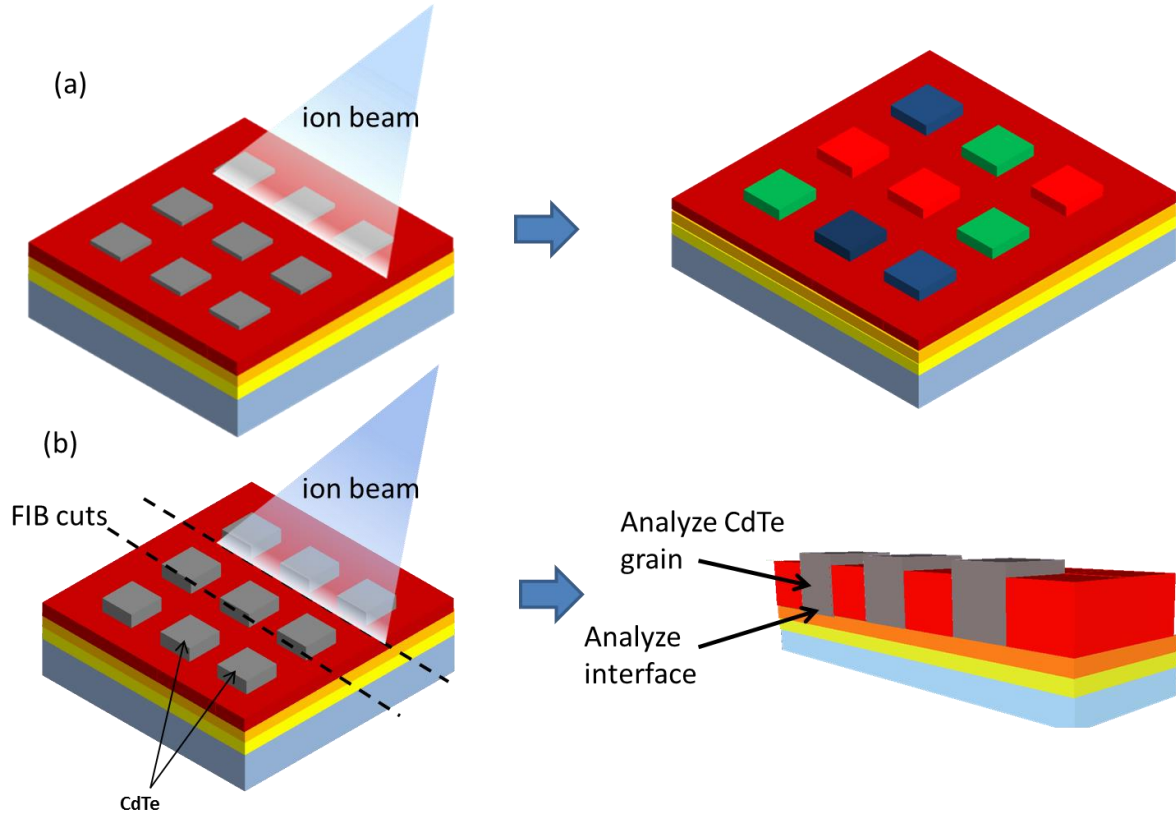 (a)
ion beam
(b)
ion beam
FIB cuts
CdTe
Analyze CdTe
grain
Analyze
interface